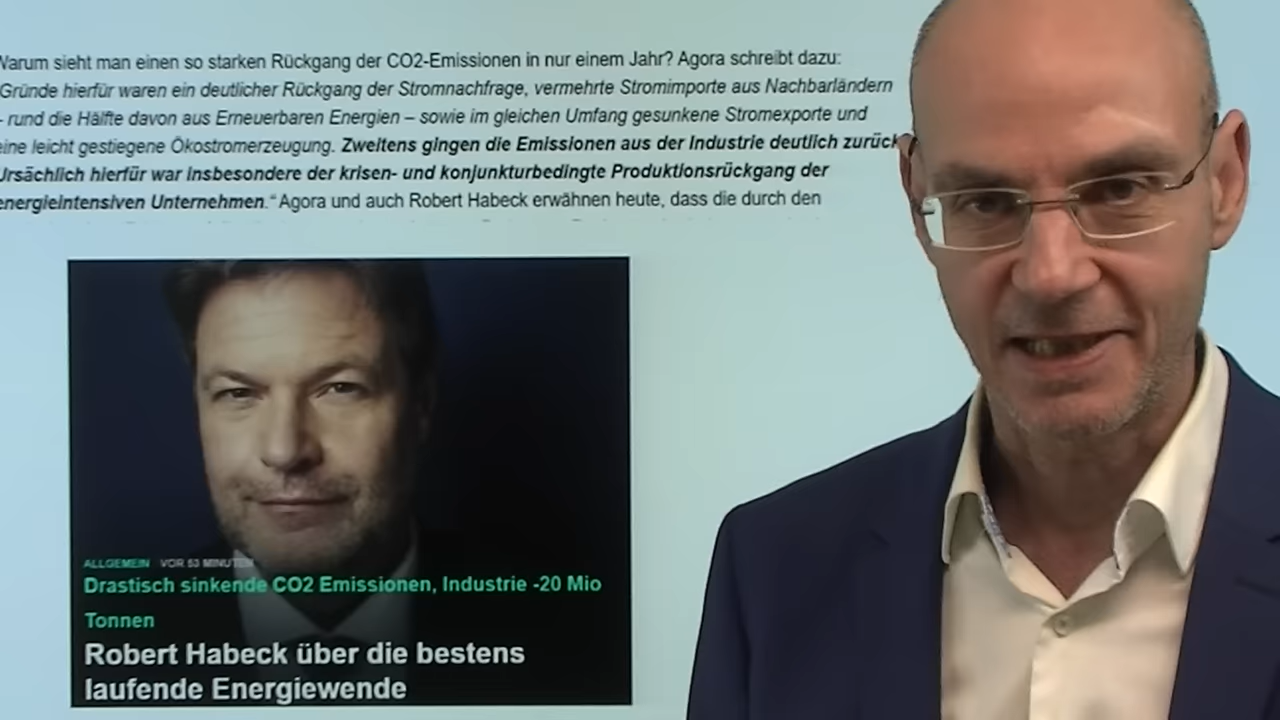 Warum sieht man einen so starken Rückgang der CO2-Emissionen in nur einem Jahr? Agora schreibt dazu:
Gründe hierfür waren ein deutlicher Rückgang der Stromnachfrage, vermehrte Stromimporte aus Nachbarländern
- rund die Hälfte davon aus Erneuerbaren Energien – sowie im gleichen Umfang gesunkene Stromexporte und
eine leicht gestiegene Ökostromerzeugung. Zweitens gingen die Emissionen aus der Industrie deutlich zurück
Ursächlich hierfür war insbesondere der krisen- und konjunkturbedingte Produktionsrückgang der
energieintensiven Unternehmen.“ Agora und auch Robert Habeck erwähnen heute, dass die durch den
ALLGEMEIN VOR 53 MINUTEN
Drastisch sinkende CO2 Emissionen, Industrie -20 Mio
Tonnen
Robert Habeck über die bestens
laufende Energiewende